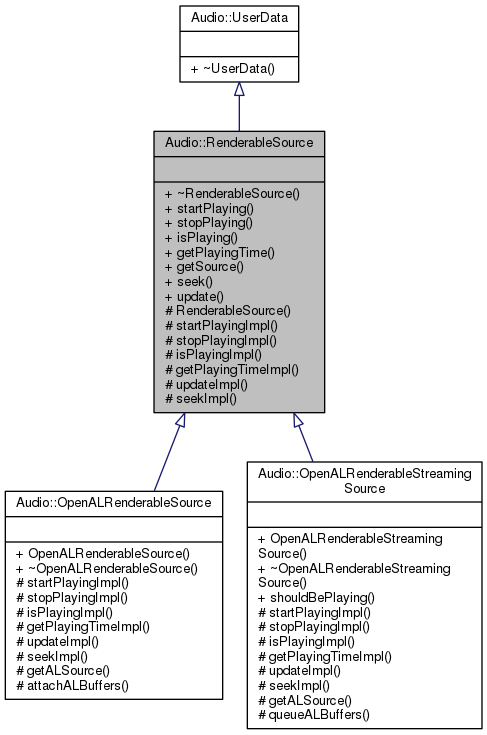 Audio::UserData
+ ~UserData()
Audio::RenderableSource
+ ~RenderableSource()
+ startPlaying()
+ stopPlaying()
+ isPlaying()
+ getPlayingTime()
+ getSource()
+ seek()
+ update()
# RenderableSource()
# startPlayingImpl()
# stopPlayingImpl()
# isPlayingImpl()
# getPlayingTimeImpl()
# updateImpl()
# seekImpl()
Audio::OpenALRenderableSource
+ OpenALRenderableSource()
+ ~OpenALRenderableSource()
# startPlayingImpl()
# stopPlayingImpl()
# isPlayingImpl()
# getPlayingTimeImpl()
# updateImpl()
# seekImpl()
# getALSource()
# attachALBuffers()
Audio::OpenALRenderableStreaming
Source
+ OpenALRenderableStreaming
Source()
+ ~OpenALRenderableStreaming
Source()
+ shouldBePlaying()
# startPlayingImpl()
# stopPlayingImpl()
# isPlayingImpl()
# getPlayingTimeImpl()
# updateImpl()
# seekImpl()
# getALSource()
# queueALBuffers()